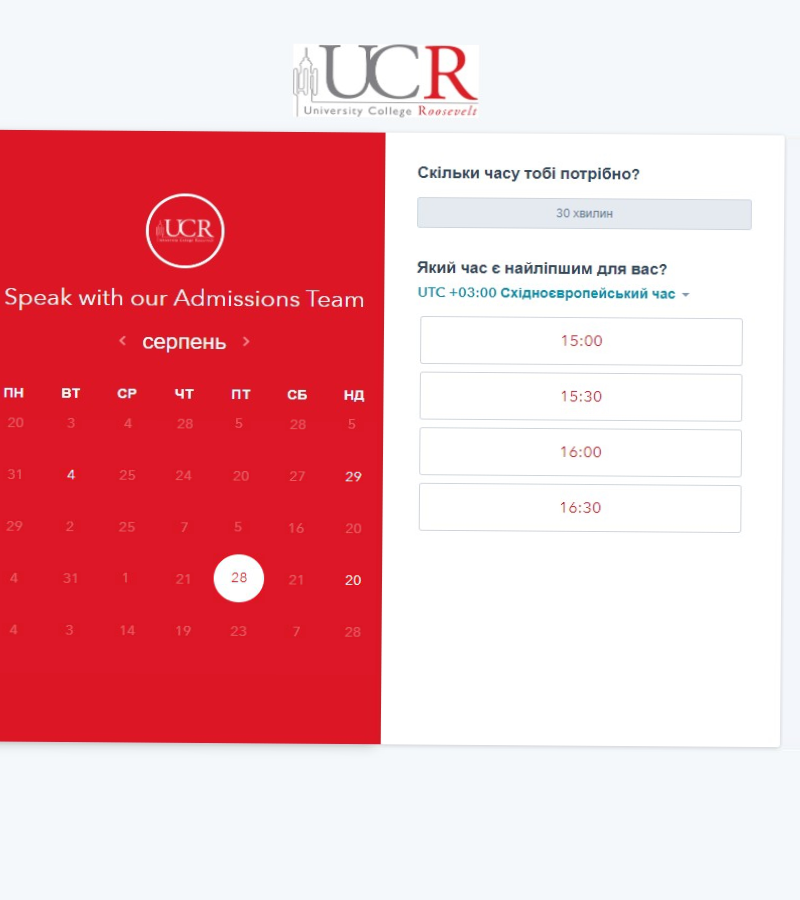 UCR
University College Roosevelt
UCR
Speak with our Admissions Team
серпень
ПН ВТ СР ЧТ ПТ СБ НД
20 3 4 28 5 28 5
31 4 25 24 20 27 29
29 2 25 7 5 16 20
4 31 1 21 28 21 20
4 3 14 19 23 7 28
Скільки часу тобі потрібно?
30 хвилин
Який час є найліпшим для вас?
UTC +03:00 Східноєвропейський час
15:00
15:30
16:00
16:30